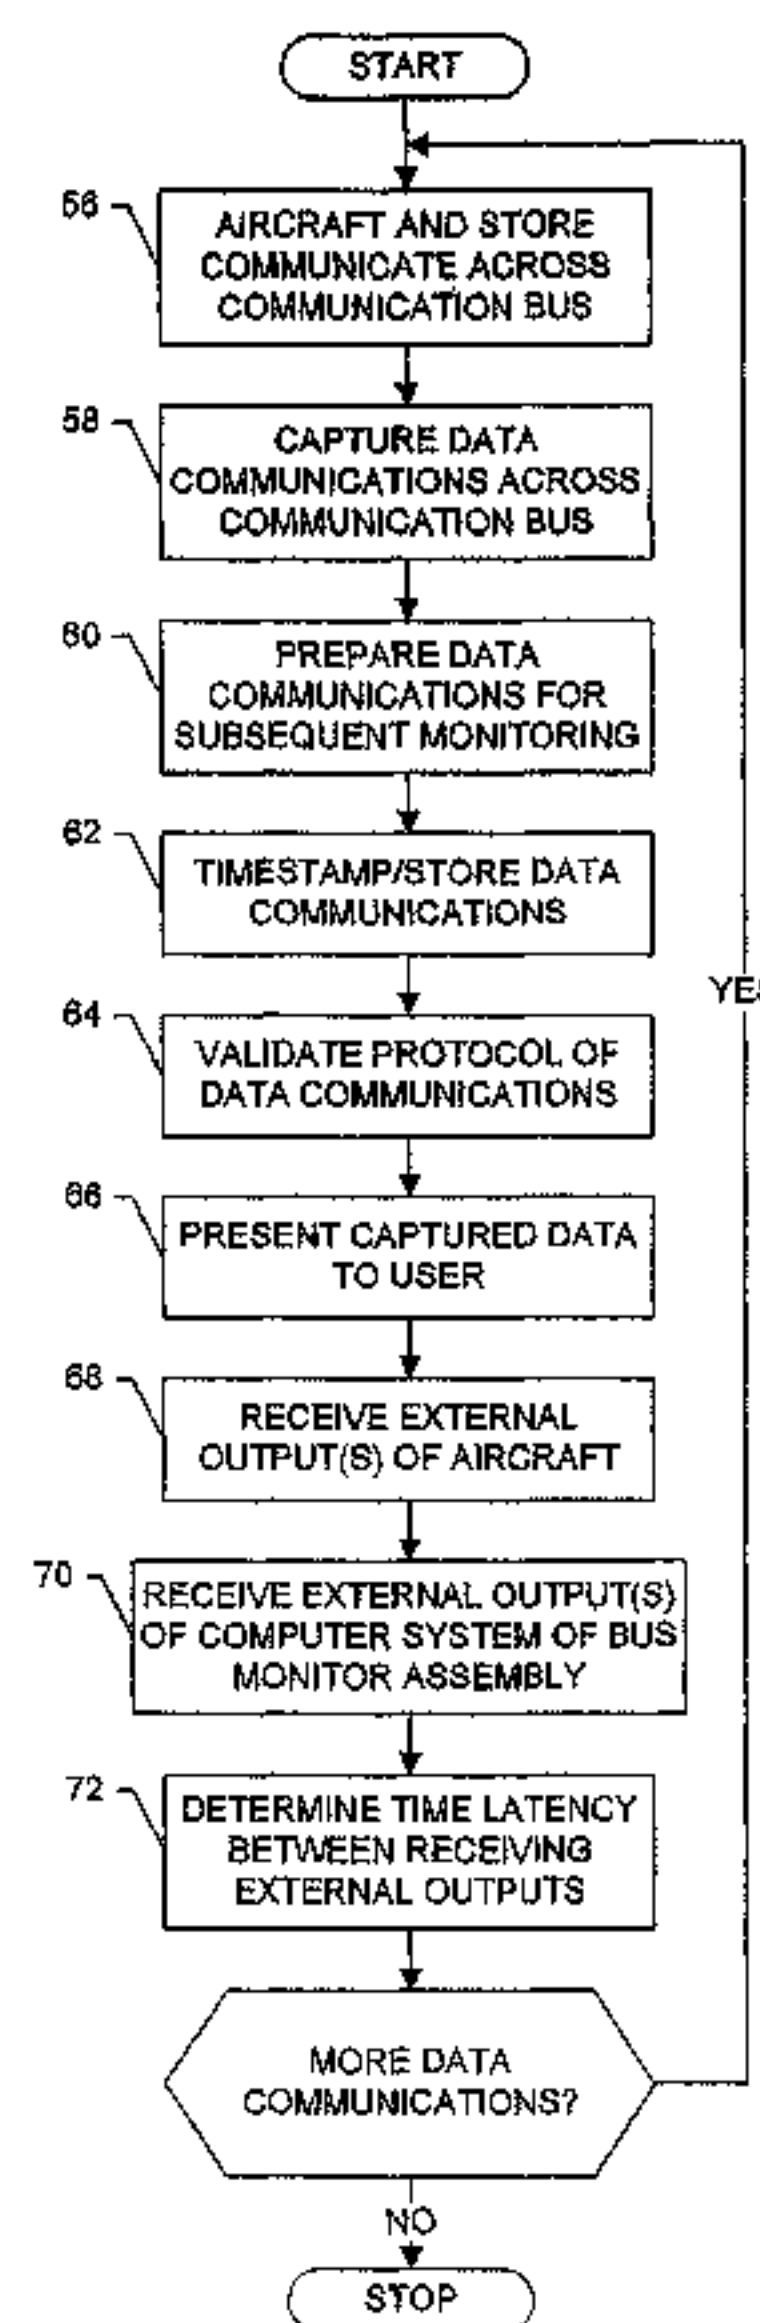 START
56
AIRCRAFT AND STORE
COMMUNICATE ACROSS
COMMUNICATION BUS
58
CAPTURE DATA
COMMUNICATIONS ACROSS
COMMUNICATION BUS
60
PREPARE DATA
COMMUNICATIONS FOR
SUBSEQUENT MONITORING
62
TIMESTAMP/STORE DATA
COMMUNICATIONS
YES
64
VALIDATE PROTOCOL OF
DATA COMMUNICATIONS
66
PRESENT CAPTURED DATA
TO USER
68
RECEIVE EXTERNAL
OUTPUT(S) OF AIRCRAFT
70
RECEIVE EXTERNAL OUTPUT(S)
OF COMPUTER SYSTEM OF BUS
MONITOR ASSEMBLY
72
DETERMINE TIME LATENCY
BETWEEN RECEIVING
EXTERNAL OUTPUTS
MORE DATA
COMMUNICATIONS?
NO
STOP